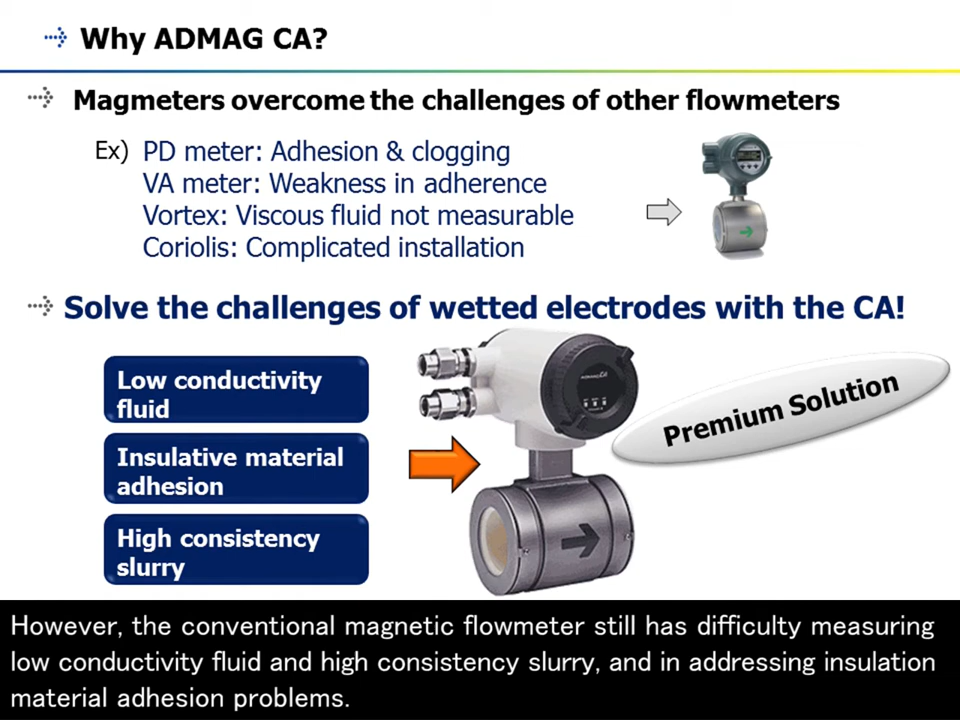 Why ADMAG CA?
Magmeters overcome the challenges of other flowmeters
Ex) PD meter: Adhesion & clogging
VA meter: Weakness in adherence
Vortex: Viscous fluid not measurable
Coriolis: Complicated installation
Solve the challenges of wetted electrodes with the CA!
Low conductivity
fluid
Insulative material
adhesion
High consistency
slurry
Premium Solution
However, the conventional magnetic flowmeter still has difficulty measuring
low conductivity fluid and high consistency slurry, and in addressing insulation
material adhesion problems.